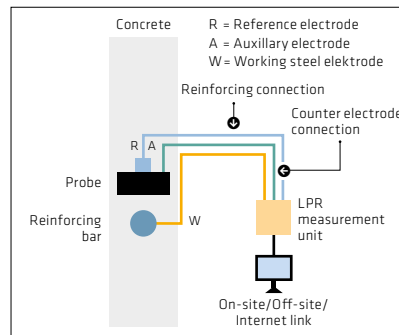 Concrete
R = Reference electrode
A = Auxillary electrode
W = Working steel elektrode
Reinforcing connection
Counter electrode
connection
R A
Probe
Reinforcing
bar
W
LPR
measurement
unit
On-site/Off-site/
Internet link